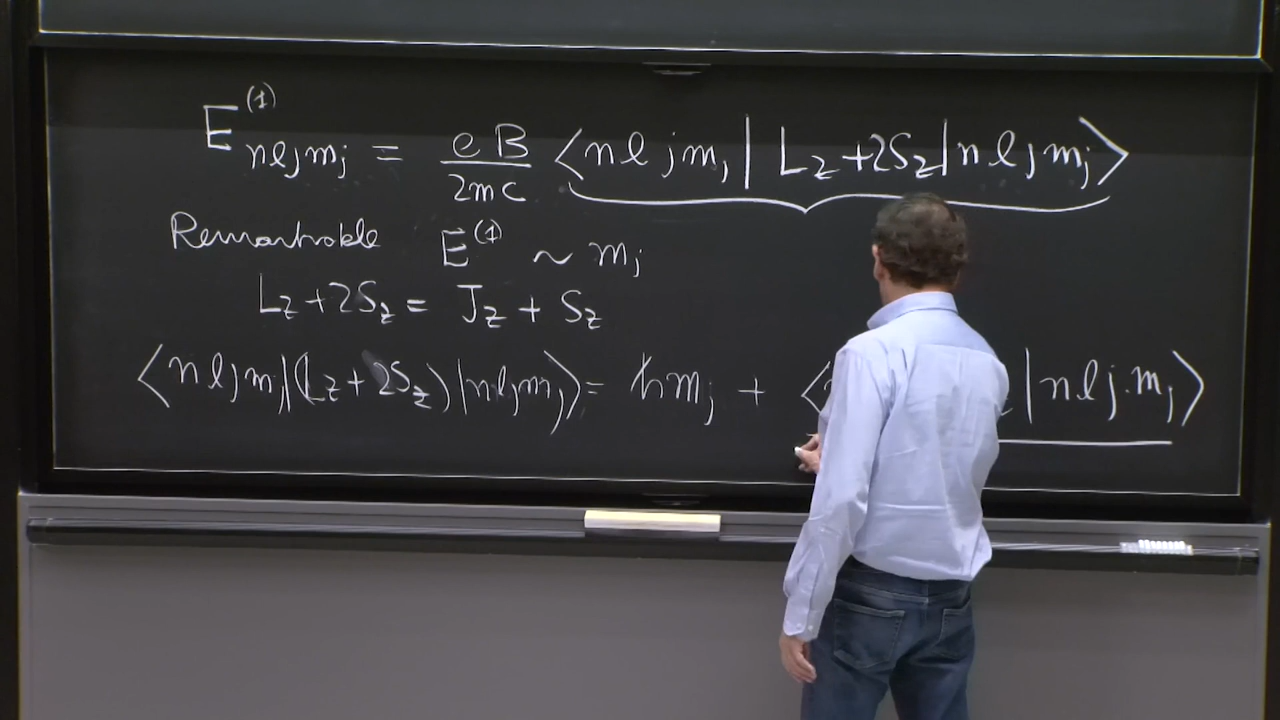 E^{(1)}_{nℓjm_j} = \frac{eB}{2mc} ⟨nℓjm_j| L_z+2S_z|nℓjm_j⟩
Remarkable E^{(1)} ~ m_j
L_z+2S_z = J_z + S_z
⟨nℓjm_j|(L_z+2S_z)|nℓjm_j⟩ = ℏm_j + ⟨ |nℓj.m_j⟩